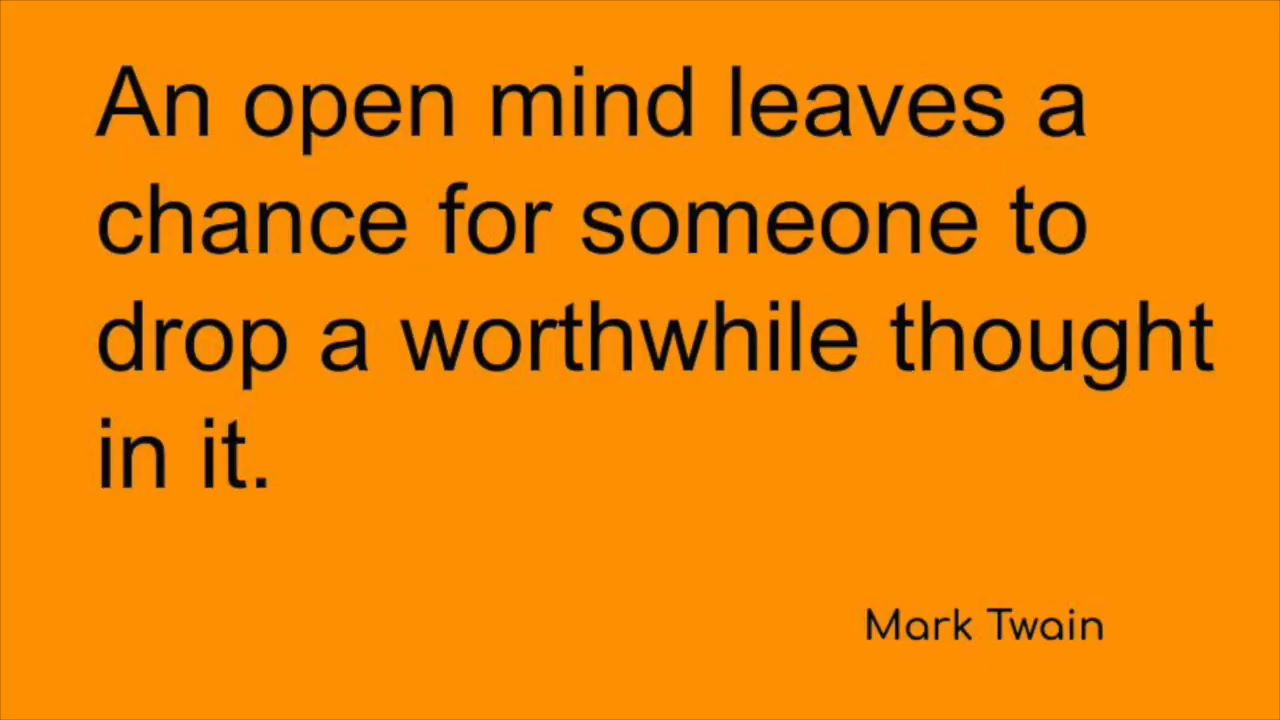 An open mind leaves a
chance for someone to
drop a worthwhile thought
in it.
Mark Twain